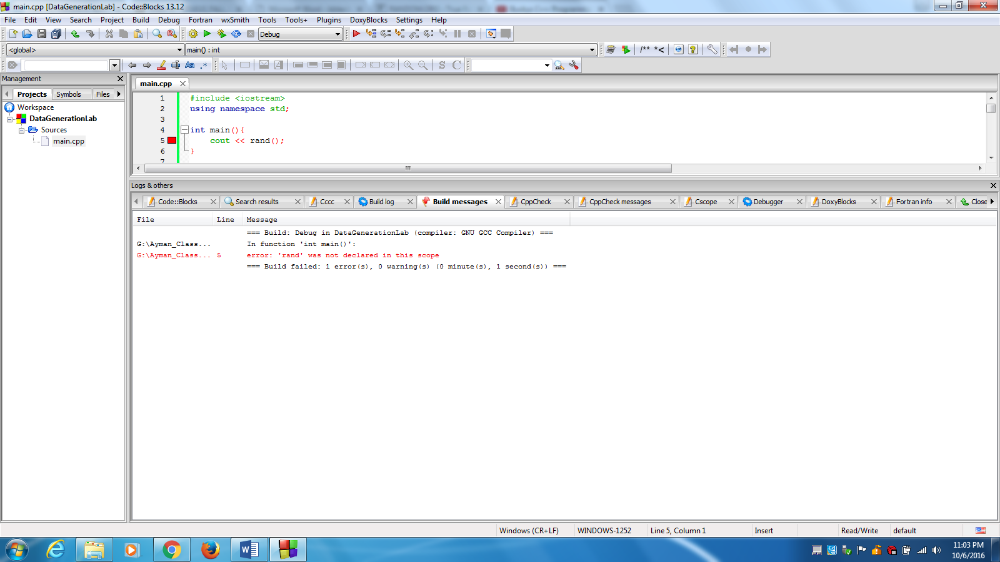 main.cpp [DataGenerationLab] - Code::Blocks 13.12
File Edit View Search Project Build Debug Fortran wxSmith Tools Tools+ Plugins DoxyBlocks Settings Help
Debug
<global> main() : int /** *<
Aa .* S C
Management
main.cpp
Projects Symbols Files
Workspace
DataGenerationLab
Sources
main.cpp
1 #include <iostream>
2 using namespace std;
3
4 int main(){
5 cout << rand();
6 }
7
Logs & others
Code::Blocks Search results Cccc Build log Build messages CppCheck CppCheck messages Cscope Debugger DoxyBlocks Fortran info Close
File Line Message
=== Build: Debug in DataGenerationLab (compiler: GNU GCC Compiler) ===
G:\Ayman_Class... In function 'int main()':
G:\Ayman_Class... 5 error: 'rand' was not declared in this scope
=== Build failed: 1 error(s), 0 warning(s) (0 minute(s), 1 second(s)) ===
Windows (CR+LF) WINDOWS-1252 Line 5, Column 1 Insert Read/Write default
11:03 PM
10/6/2016